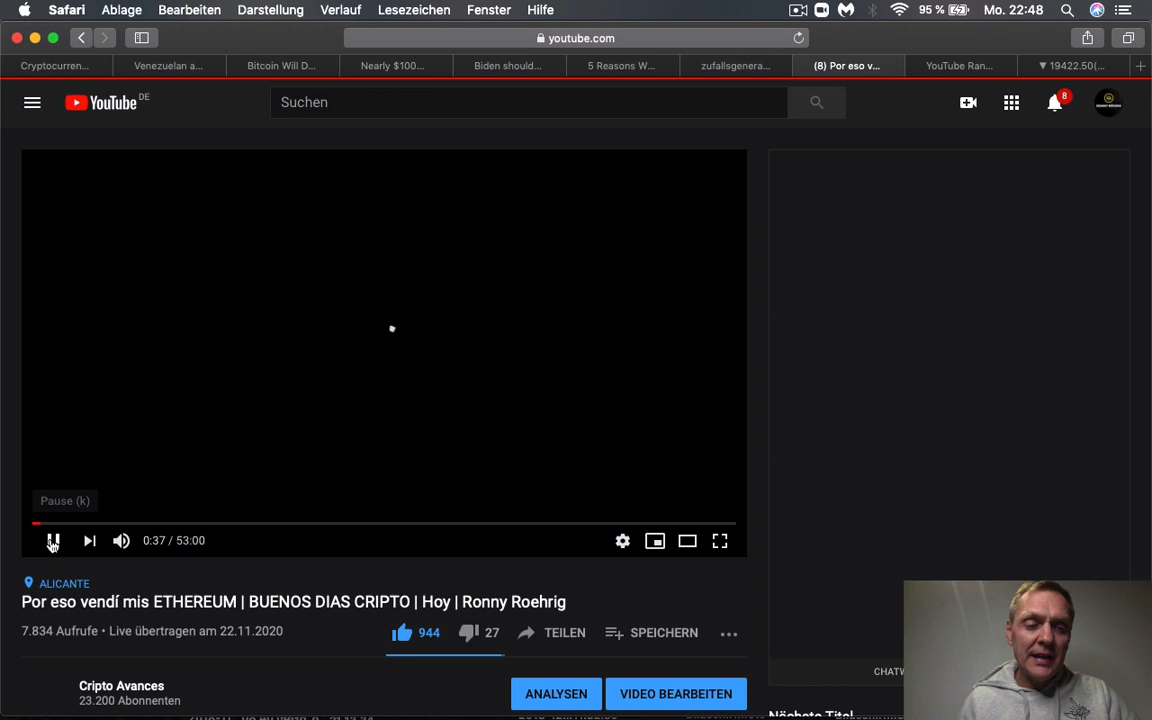 Safari Ablage Bearbeiten Darstellung Verlauf Lesezeichen Fenster Hilfe 95 % Mo. 22:48
youtube.com
Cryptocurren... Venezuelan a... Bitcoin Will D... Nearly $100... Biden should... 5 Reasons W... zufallsgenera... (8) Por eso v... YouTube Ran... ▼ 19422.50(...
YouTube DE Suchen 8
Pause (k)
0:37 / 53:00
ALICANTE
Por eso vendí mis ETHEREUM | BUENOS DIAS CRIPTO | Hoy | Ronny Roehrig
7.834 Aufrufe • Live übertragen am 22.11.2020 944 27 TEILEN SPEICHERN
CHATW
Cripto Avances ANALYSEN VIDEO BEARBEITEN
23.200 Abonnenten
Nächste Titel